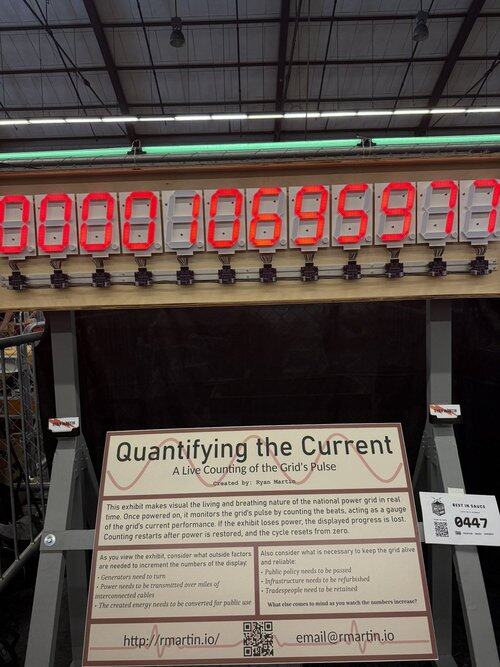 000010695977
Quantifying the Current
A Live Counting of the Grid's Pulse
Created by: Ryan Martin
This exhibit makes visual the living and breathing nature of the national power grid in real
time. Once powered on, it monitors the grid's pulse by counting the beats, acting as a gauge
of the grid's current performance. If the exhibit loses power, the displayed progress is lost.
Counting restarts after power is restored, and the cycle resets from zero.
As you view the exhibit, consider what outside factors
are needed to increment the numbers of the display.
- Generators need to turn
- Power needs to be transmitted over miles of
interconnected cables
- The created energy needs to be converted for public use
Also consider what is necessary to keep the grid alive
and reliable:
- Public policy needs to be passed
- Infrastructure needs to be refurbished
- Tradespeople need to be retained
What else comes to mind as you watch the numbers increase?
http://rmartin.io/
email@rmartin.io
BEST IN SAUCE
0447